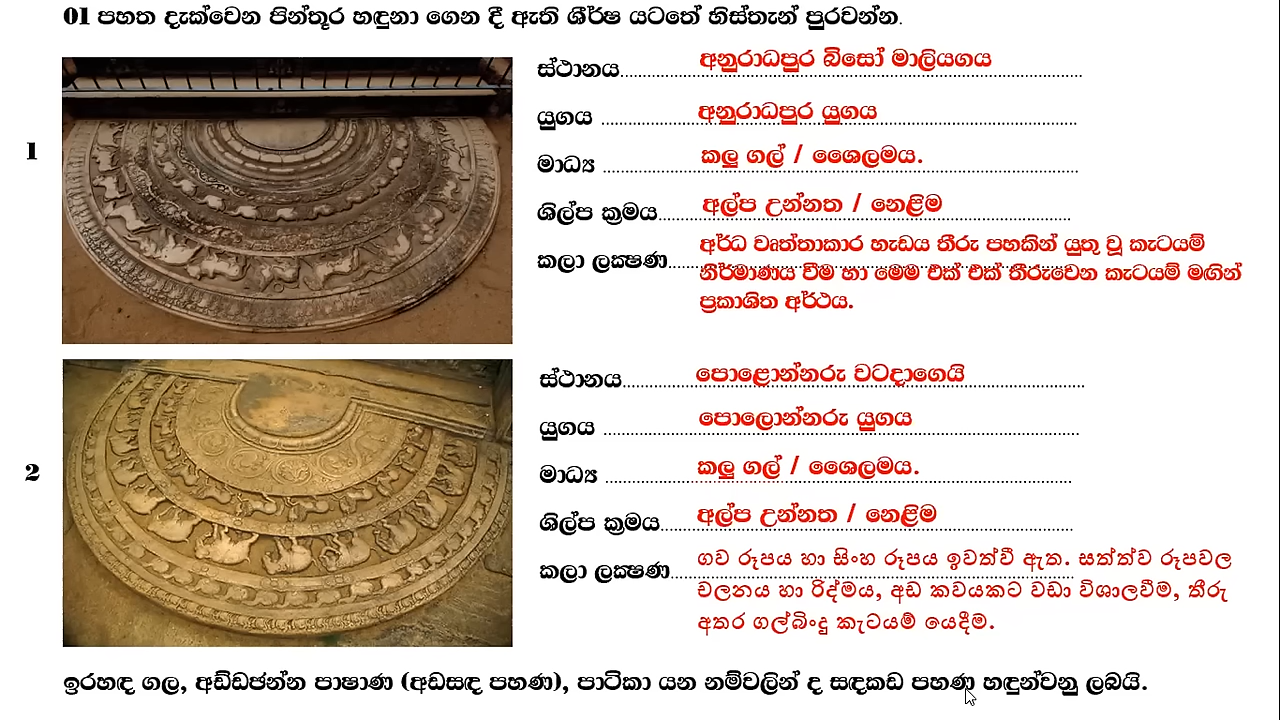 01 පහත දැක්වෙන පින්තූර හඳුනා ගෙන දී ඇති ශීර්ෂ යටතේ හිස්තැන් පුරවන්න.
1
ස්ථානය.......... අනුරාධපුර බිසෝ මාලියගය
යුගය .......... අනුරාධපුර යුගය
මාධ්‍ය .......... කලු ගල් / ශෛලමය.
ශිල්ප ක්‍රමය.......... අල්ප උන්නත / නෙළීම
කලා ලක්‍ෂණ.......... අර්ධ වෘත්තාකාර හැඩය තීරු පහකින් යුතු වූ කැටයම්
නිර්මාණය වීම හා මෙම එක් එක් තීරුවෙන කැටයම් මඟින්
ප්‍රකාශිත අර්ථය.
2
ස්ථානය.......... පොළොන්නරු වටදාගෙයි
යුගය .......... පොලොන්නරු යුගය
මාධ්‍ය .......... කලු ගල් / ශෛලමය.
ශිල්ප ක්‍රමය.......... අල්ප උන්නත / නෙළීම
කලා ලක්‍ෂණ.......... ගව රූපය හා සිංහ රූපය ඉවත්වී ඇත. සත්ත්ව රූපවල
චලනය හා රිද්මය, අඩ කවයකට වඩා විශාලවීම, තීරු
අතර ගල්බිංදු කැටයම් යෙදීම.
ඉරහඳ ගල, අඩ්ඩඡන්න පාෂාණ (අඩසඳ පහණ), පාටිකා යන නම්වලින් ද සඳකඩ පහණ හඳුන්වනු ලබයි.